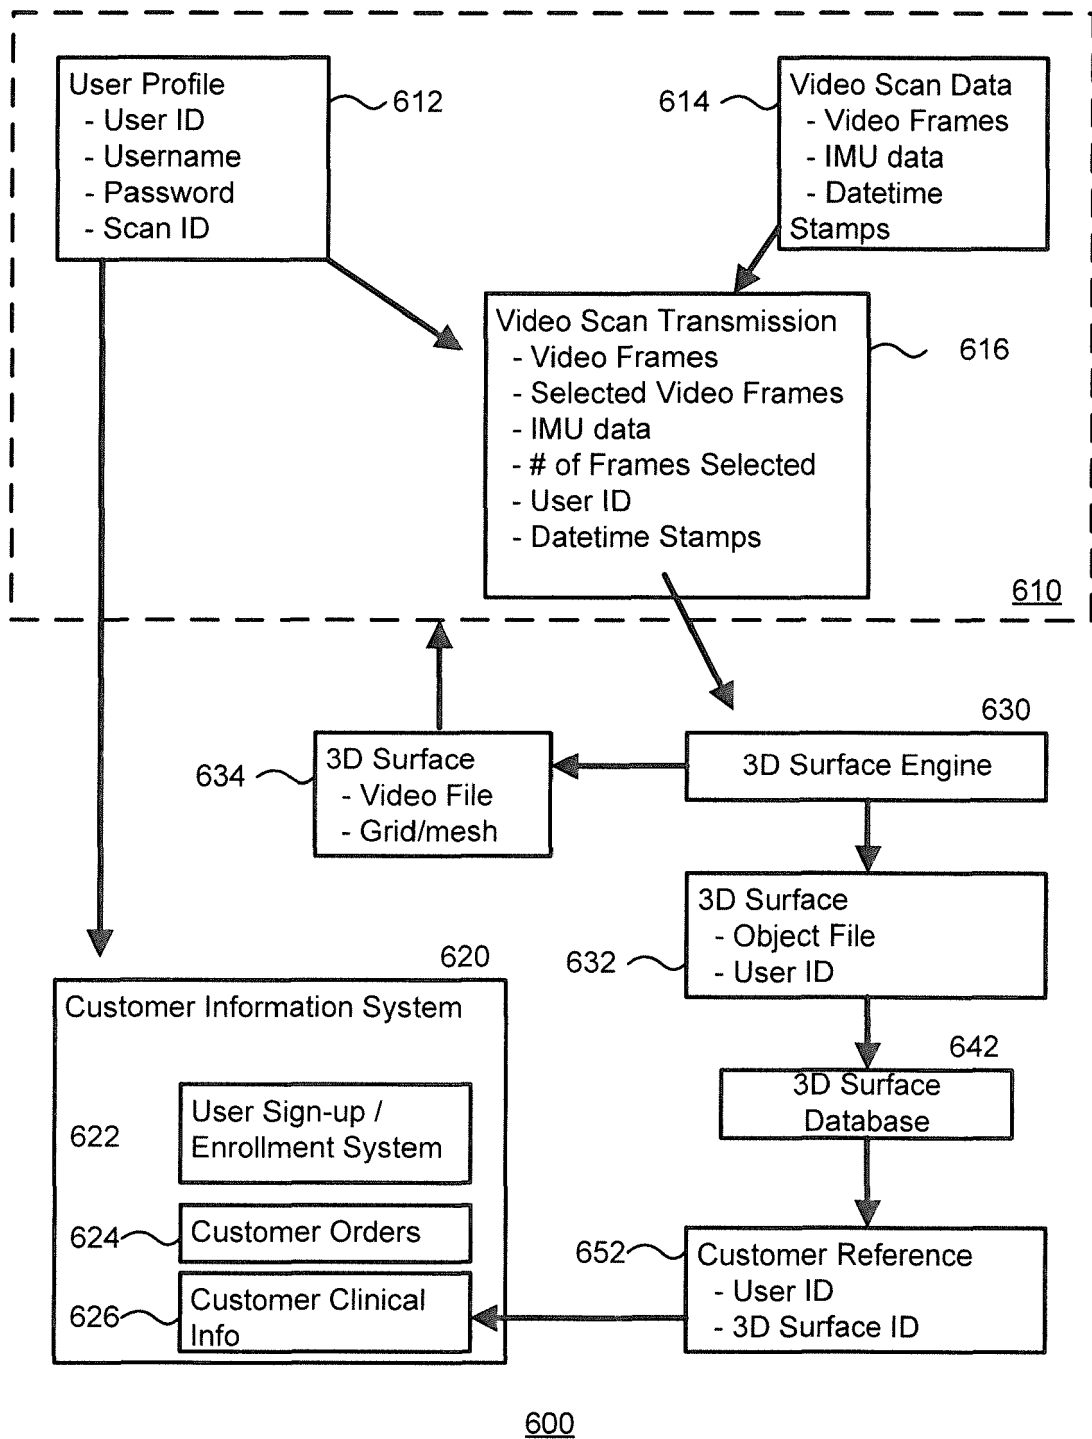 User Profile
- User ID
- Username
- Password
- Scan ID
612
614
Video Scan Data
- Video Frames
- IMU data
- Datetime
Stamps
Video Scan Transmission
- Video Frames
- Selected Video Frames
- IMU data
- # of Frames Selected
- User ID
- Datetime Stamps
616
610
634
3D Surface
- Video File
- Grid/mesh
630
3D Surface Engine
632
3D Surface
- Object File
- User ID
620
Customer Information System
622
User Sign-up /
Enrollment System
624
Customer Orders
626
Customer Clinical
Info
642
3D Surface
Database
652
Customer Reference
- User ID
- 3D Surface ID
600